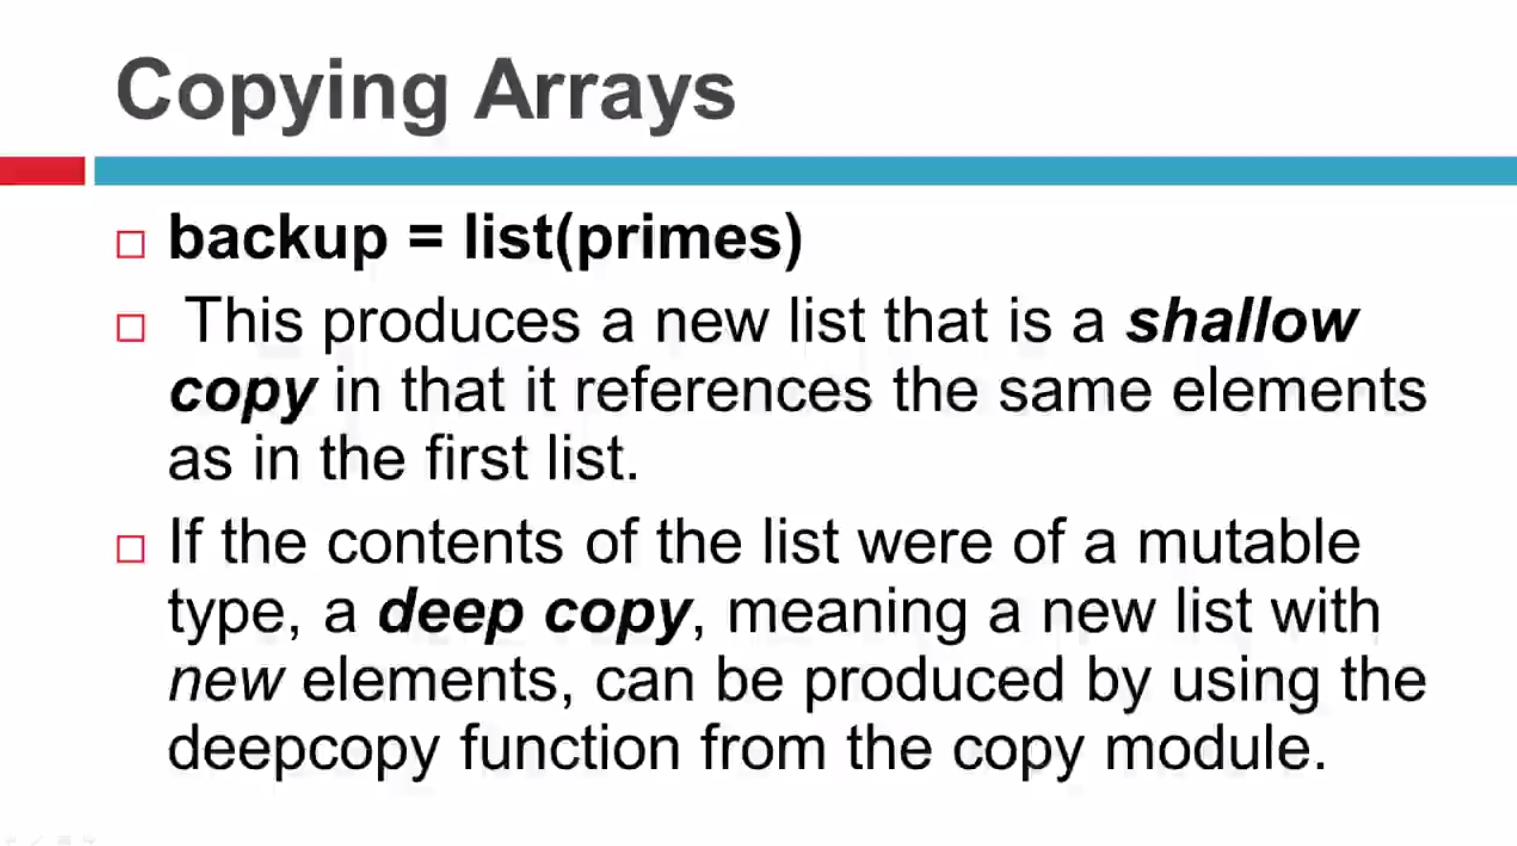 Copying Arrays
backup = list(primes)
This produces a new list that is a shallow
copy in that it references the same elements
as in the first list.
If the contents of the list were of a mutable
type, a deep copy, meaning a new list with
new elements, can be produced by using the
deepcopy function from the copy module.